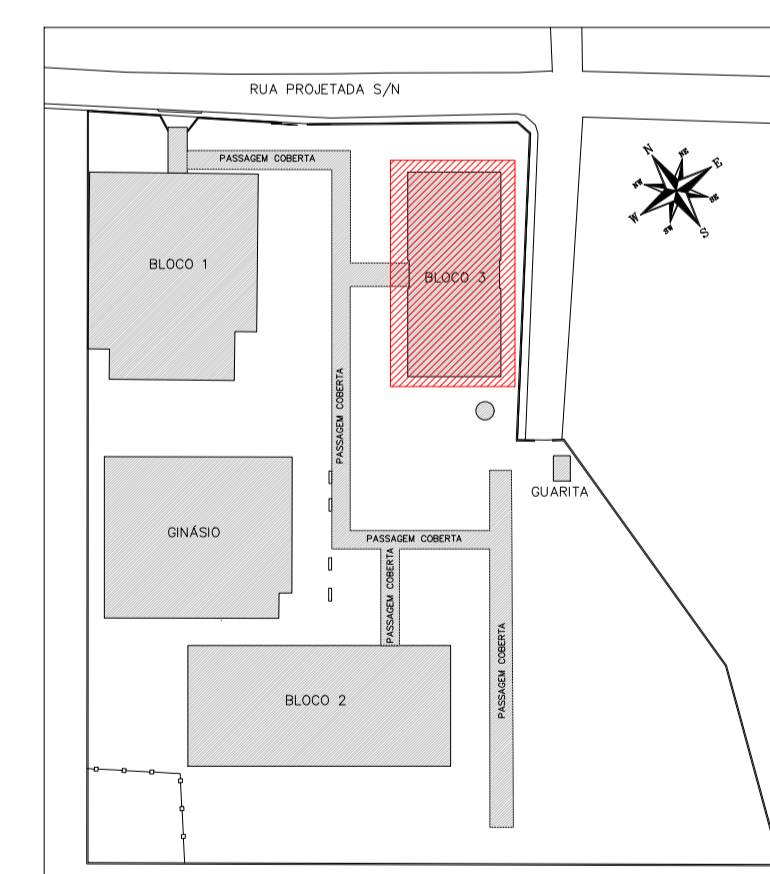 RUA PROJETADA S/N
PASSAGEM COBERTA
N
NE
E
NW
SE
W
SW
S
BLOCO 1
BLOCO 3
PASSAGEM COBERTA
GUARITA
GINÁSIO
PASSAGEM COBERTA
PASSAGEM COBERTA
PASSAGEM COBERTA
BLOCO 2